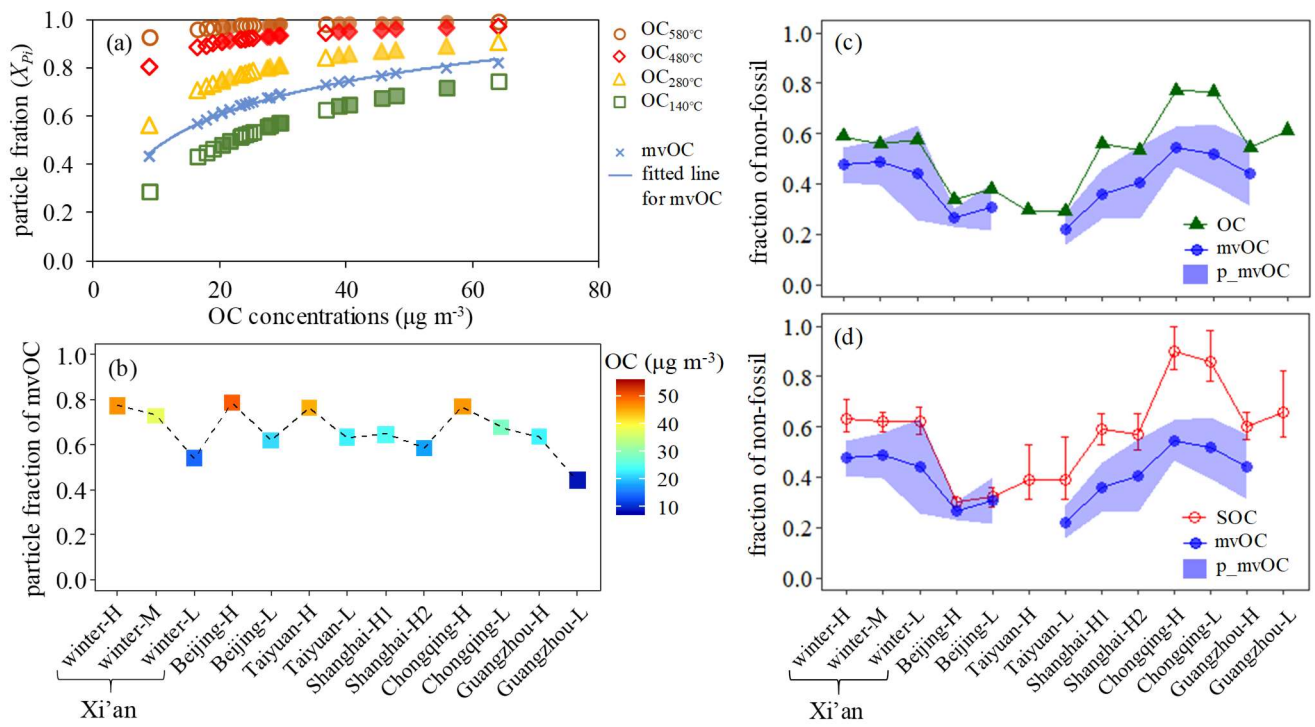 (a)
particle fration (X_Pi)
1.0
0.8
0.6
0.4
0.2
0.0
0
20
40
60
80
OC concentrations (μg m-3)
OC580°C
OC480°C
OC280°C
OC140°C
mvOC
fitted line
for mvOC
(b)
particle fraction of mvOC
1.0
0.8
0.6
0.4
0.2
0.0
OC (μg m-3)
50
40
30
20
10
winter-H
winter-M
winter-L
Beijing-H
Beijing-L
Taiyuan-H
Taiyuan-L
Shanghai-H1
Shanghai-H2
Chongqing-H
Chongqing-L
Guangzhou-H
Guangzhou-L
Xi’an
(c)
fraction of non-fossil
1.0
0.8
0.6
0.4
0.2
0.0
OC
mvOC
p_mvOC
(d)
fraction of non-fossil
1.0
0.8
0.6
0.4
0.2
0.0
SOC
mvOC
p_mvOC
winter-H
winter-M
winter-L
Beijing-H
Beijing-L
Taiyuan-H
Taiyuan-L
Shanghai-H1
Shanghai-H2
Chongqing-H
Chongqing-L
Guangzhou-H
Guangzhou-L
Xi’an